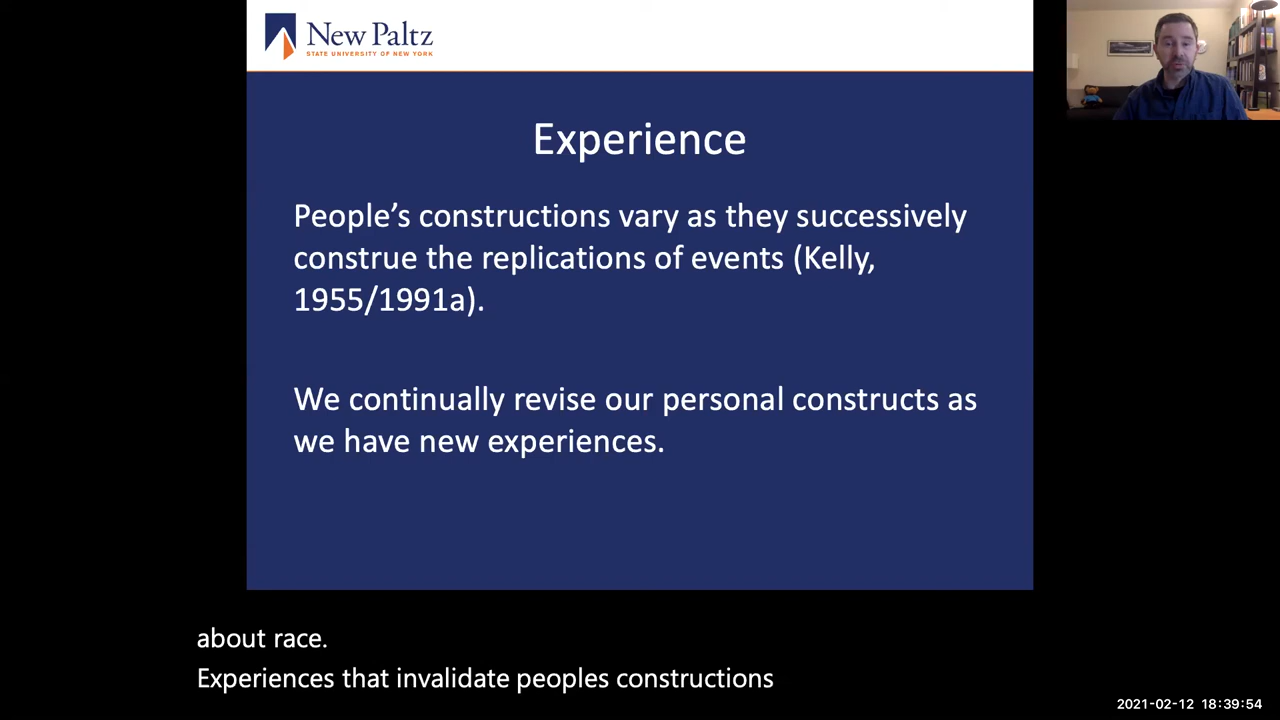 New Paltz
STATE UNIVERSITY OF NEW YORK
Experience
People’s constructions vary as they successively
construe the replications of events (Kelly,
1955/1991a).
We continually revise our personal constructs as
we have new experiences.
about race.
Experiences that invalidate peoples constructions
2021-02-12 18:39:54